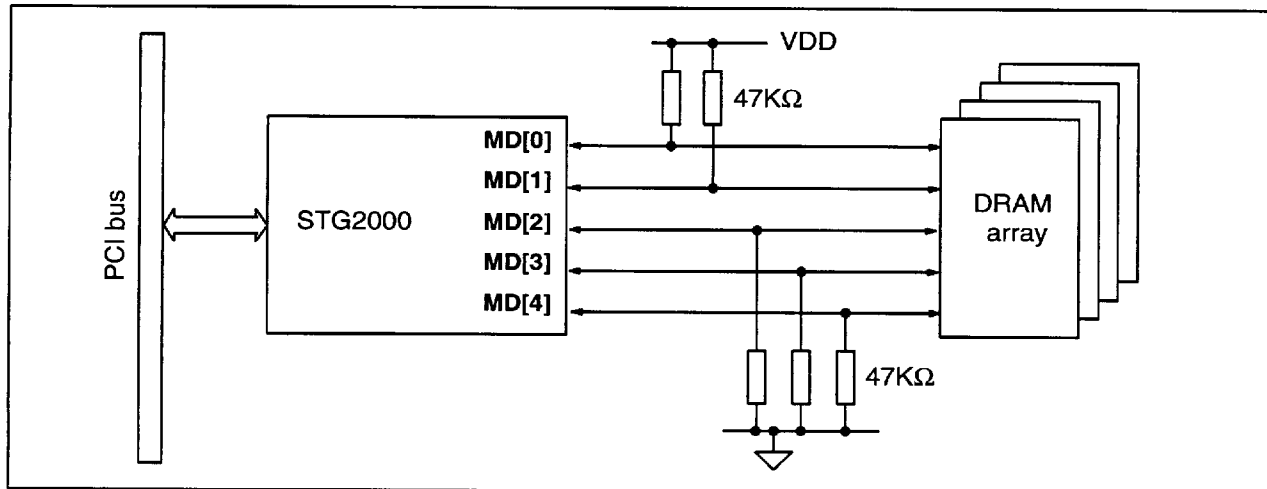 VDD
47KΩ
MD[0]
MD[1]
MD[2]
MD[3]
MD[4]
STG2000
PCI bus
DRAM
array
47KΩ